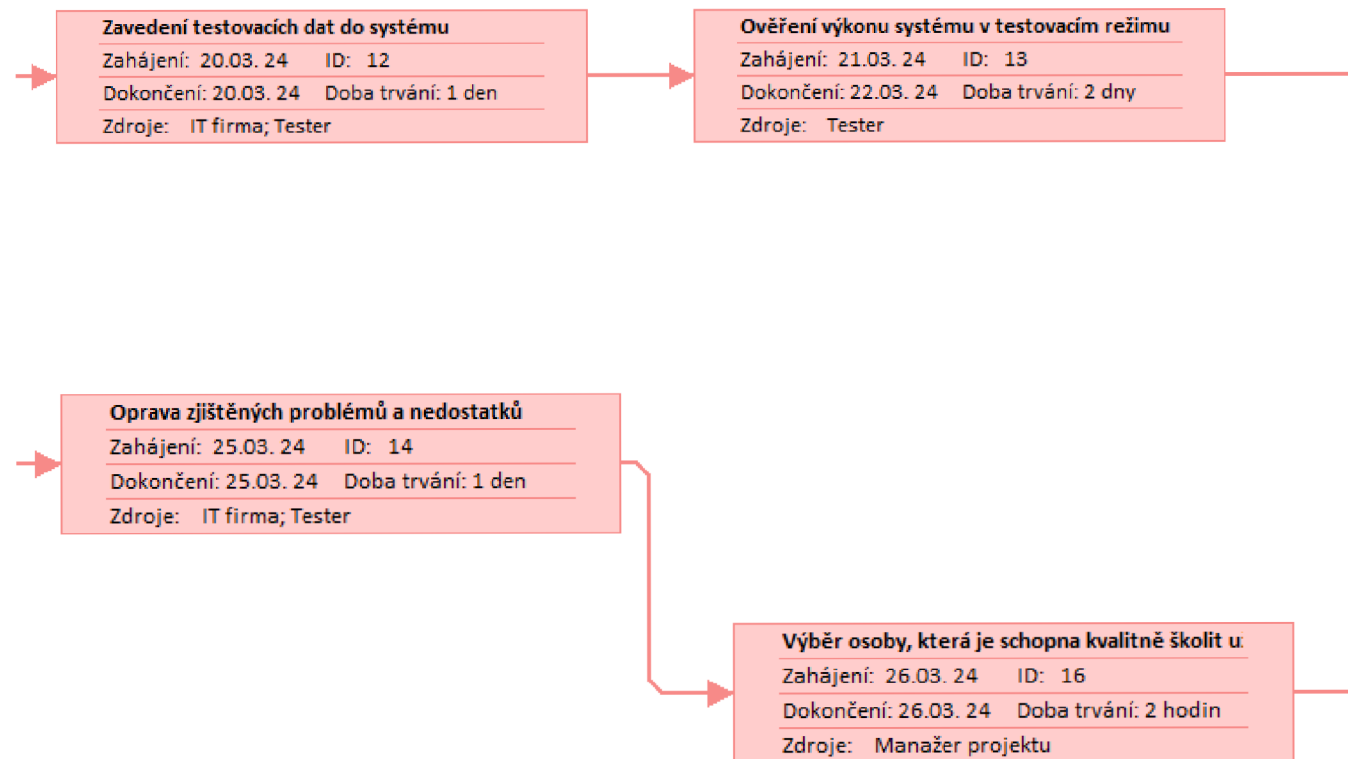 Zavedení testovacích dat do systému
Zahájení: 20.03. 24 ID: 12
Dokončení: 20.03. 24 Doba trvání: 1 den
Zdroje: IT firma; Tester
Ověření výkonu systému v testovacím režimu
Zahájení: 21.03. 24 ID: 13
Dokončení: 22.03. 24 Doba trvání: 2 dny
Zdroje: Tester
Oprava zjištěných problémů a nedostatků
Zahájení: 25.03. 24 ID: 14
Dokončení: 25.03. 24 Doba trvání: 1 den
Zdroje: IT firma; Tester
Výběr osoby, která je schopna kvalitně školit
Zahájení: 26.03. 24 ID: 16
Dokončení: 26.03. 24 Doba trvání: 2 hodin
Zdroje: Manažer projektu